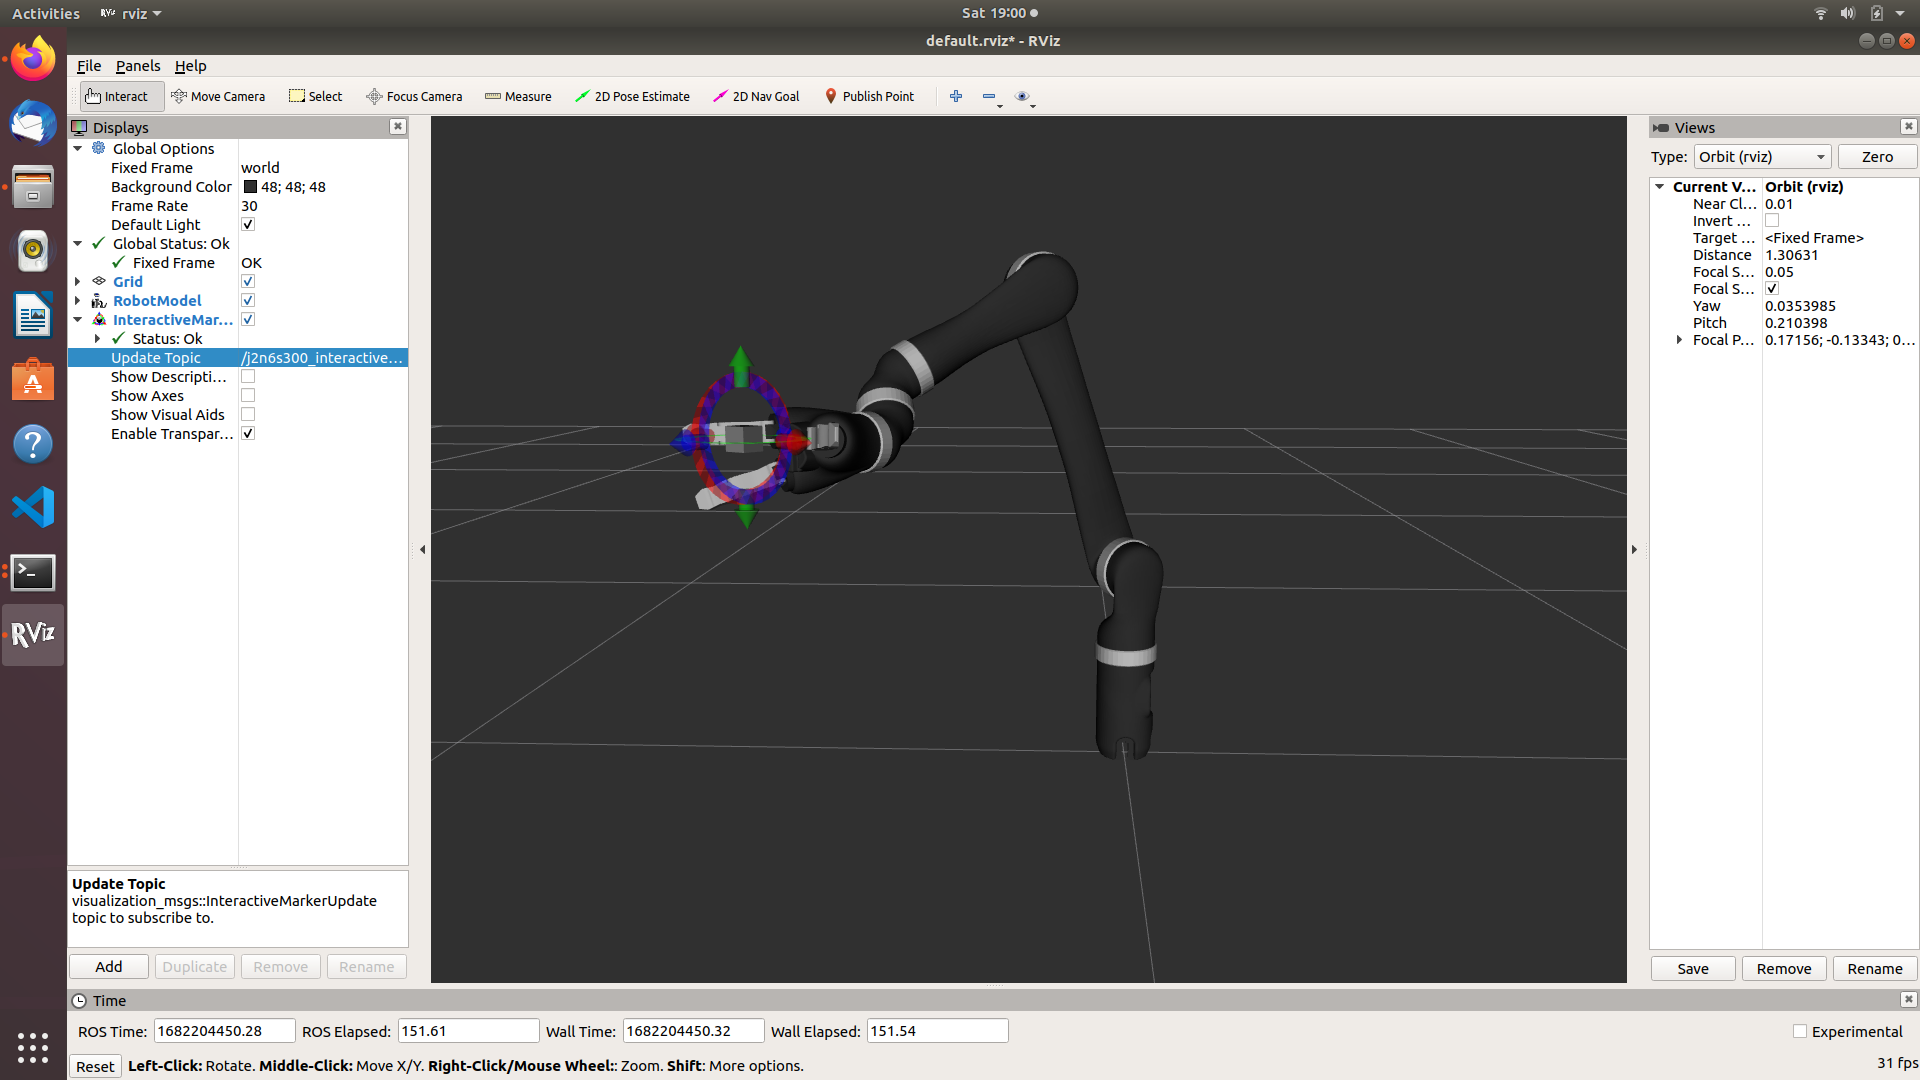 Activities
RViz rviz
Sat 19:00
default.rviz* - RViz
File Panels Help
Interact Move Camera Select Focus Camera Measure 2D Pose Estimate 2D Nav Goal Publish Point
Displays
Global Options
Fixed Frame world
Background Color 48; 48; 48
Frame Rate 30
Default Light
Global Status: Ok
Fixed Frame OK
Grid
RobotModel
InteractiveMar...
Status: Ok
Update Topic /j2n6s300_interactive...
Show Descripti...
Show Axes
Show Visual Aids
Enable Transpar...
Update Topic
visualization_msgs::InteractiveMarkerUpdate
topic to subscribe to.
Add Duplicate Remove Rename
Views
Type: Orbit (rviz) Zero
Current V... Orbit (rviz)
Near Cl... 0.01
Invert ...
Target ... <Fixed Frame>
Distance 1.30631
Focal S... 0.05
Focal S...
Yaw 0.0353985
Pitch 0.210398
Focal P... 0.17156; -0.13343; 0...
Save Remove Rename
RViz
Time
ROS Time: 1682204450.28 ROS Elapsed: 151.61 Wall Time: 1682204450.32 Wall Elapsed: 151.54 Experimental
Reset Left-Click: Rotate. Middle-Click: Move X/Y. Right-Click/Mouse Wheel:: Zoom. Shift: More options. 31 fps